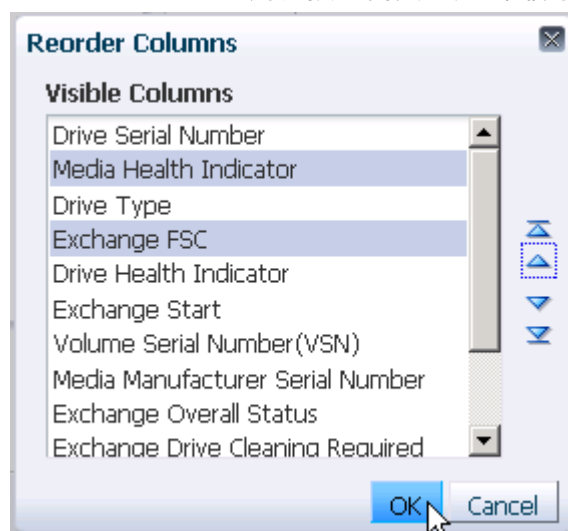 Reorder Columns
Visible Columns
Drive Serial Number
Media Health Indicator
Drive Type
Exchange FSC
Drive Health Indicator
Exchange Start
Volume Serial Number(VSN)
Media Manufacturer Serial Number
Exchange Overall Status
Exchange Drive Cleaning Required
OK Cancel